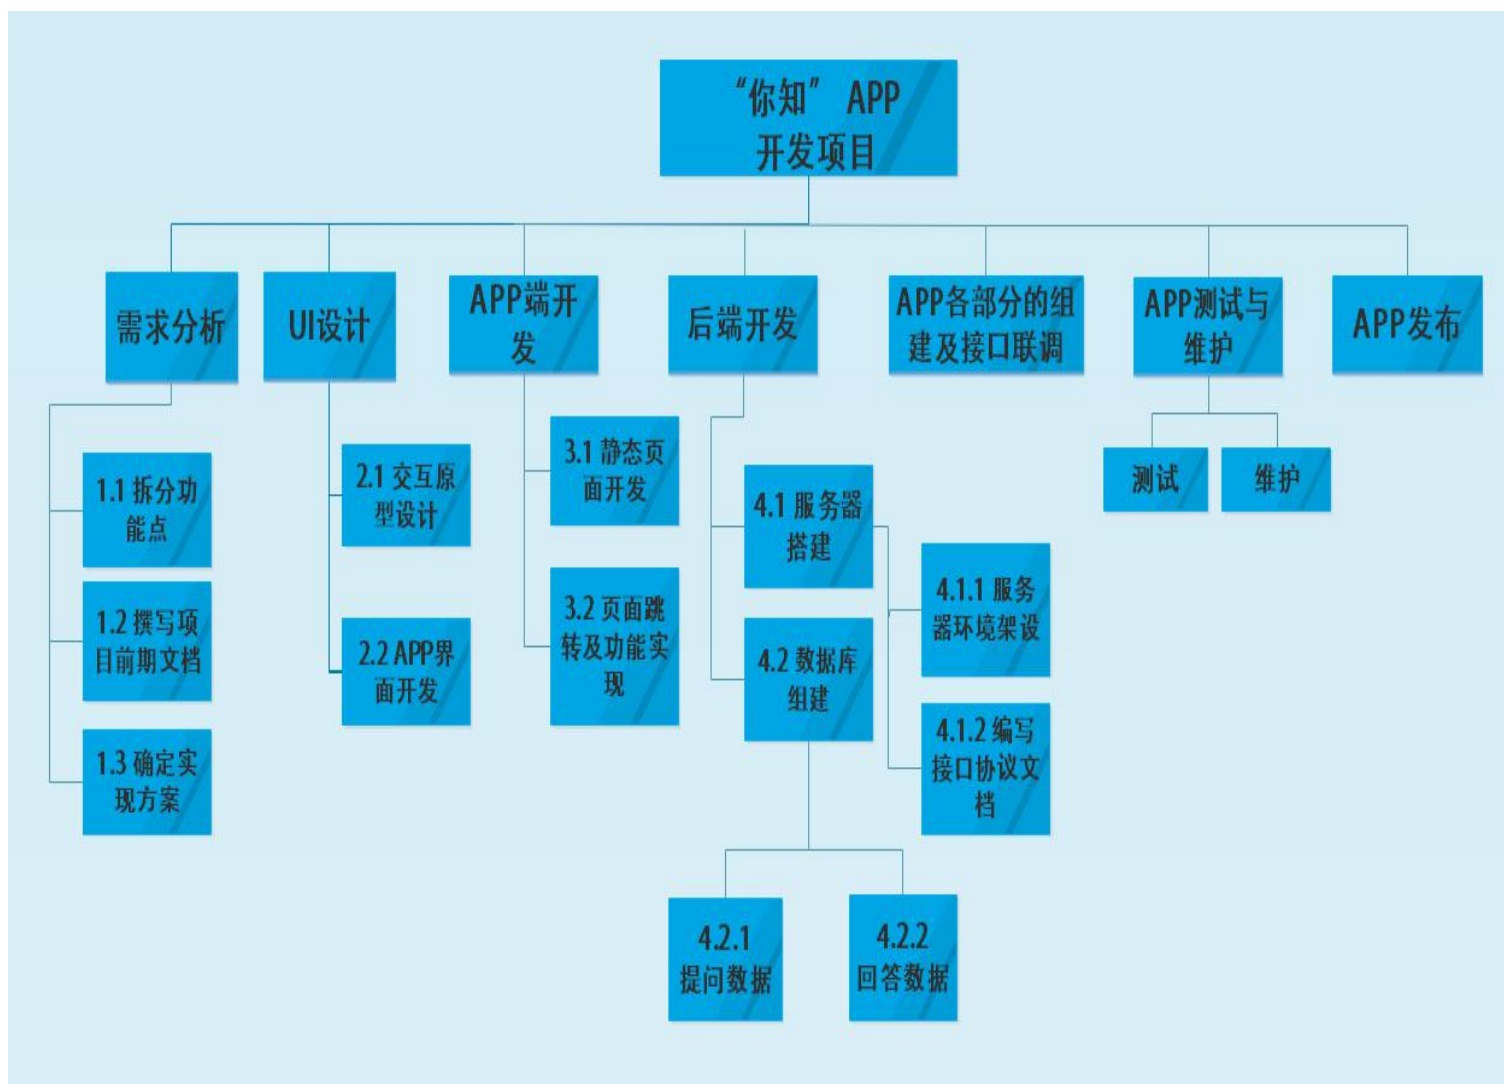 “你知” APP
开发项目
需求分析
UI设计
APP端开
发
后端开发
APP各部分的组
建及接口联调
APP测试与
维护
APP发布
1.1 拆分功
能点
1.2 撰写项
目前期文档
1.3 确定实
现方案
2.1 交互原
型设计
2.2 APP界
面开发
3.1 静态页
面开发
3.2 页面跳
转及功能实
现
4.1 服务器
搭建
4.2 数据库
组建
4.1.1 服务
器环境架设
4.1.2 编写
接口协议文
档
4.2.1
提问数据
4.2.2
回答数据
测试
维护